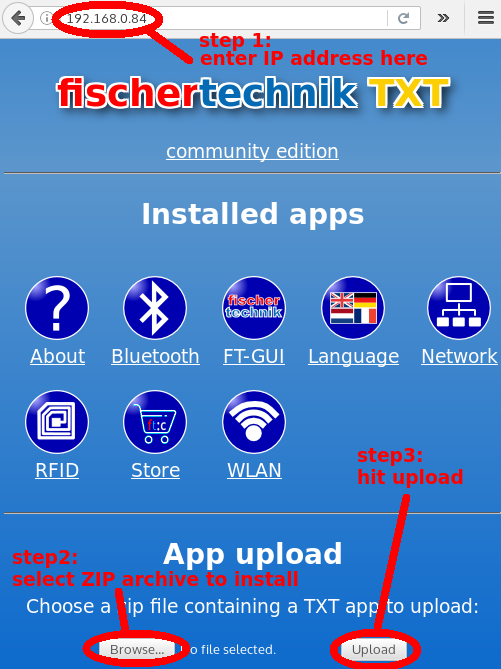 192.168.0.84
step 1:
enter IP address here
fischertechnik TXT
community edition
Installed apps
fischer
technik
About Bluetooth FT-GUI Language Network
ft:c
RFID Store WLAN
step3:
hit upload
App upload
step2:
select ZIP archive to install
Choose a zip file containing a TXT app to upload:
Browse... No file selected. Upload